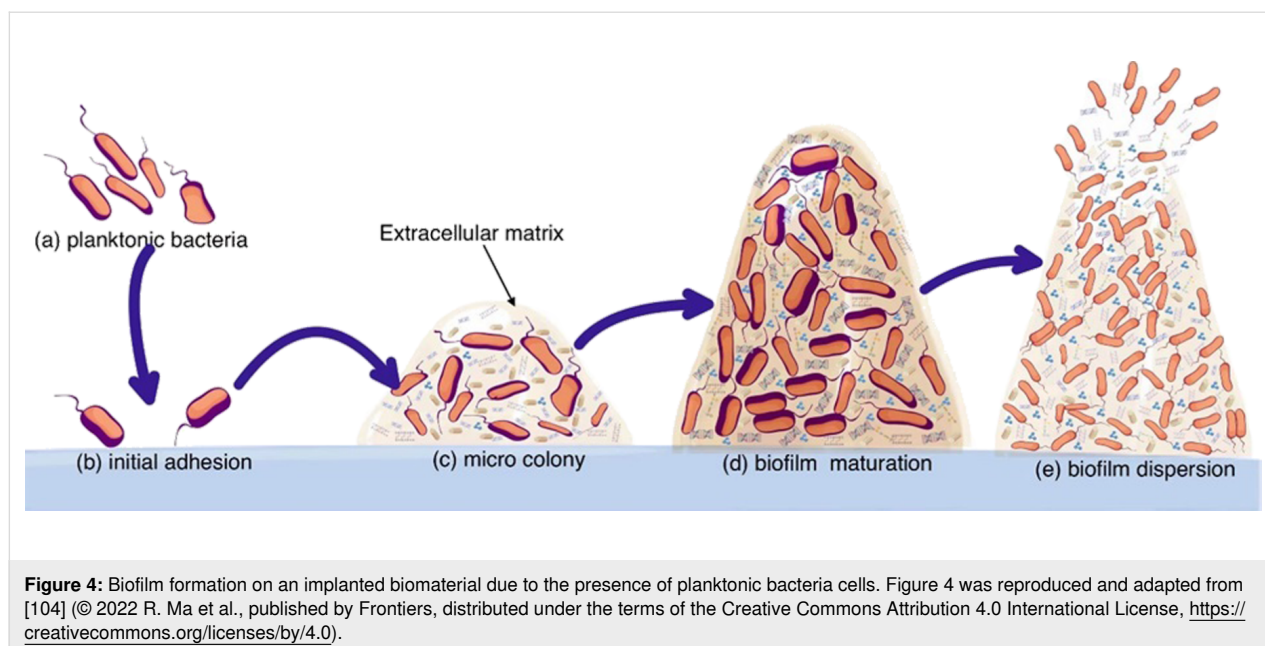 (a) planktonic bacteria
Extracellular matrix
(b) initial adhesion
(c) micro colony
(d) biofilm maturation
(e) biofilm dispersion
Figure 4: Biofilm formation on an implanted biomaterial due to the presence of planktonic bacteria cells. Figure 4 was reproduced and adapted from
[104] (© 2022 R. Ma et al., published by Frontiers, distributed under the terms of the Creative Commons Attribution 4.0 International License, https://
creativecommons.org/licenses/by/4.0).